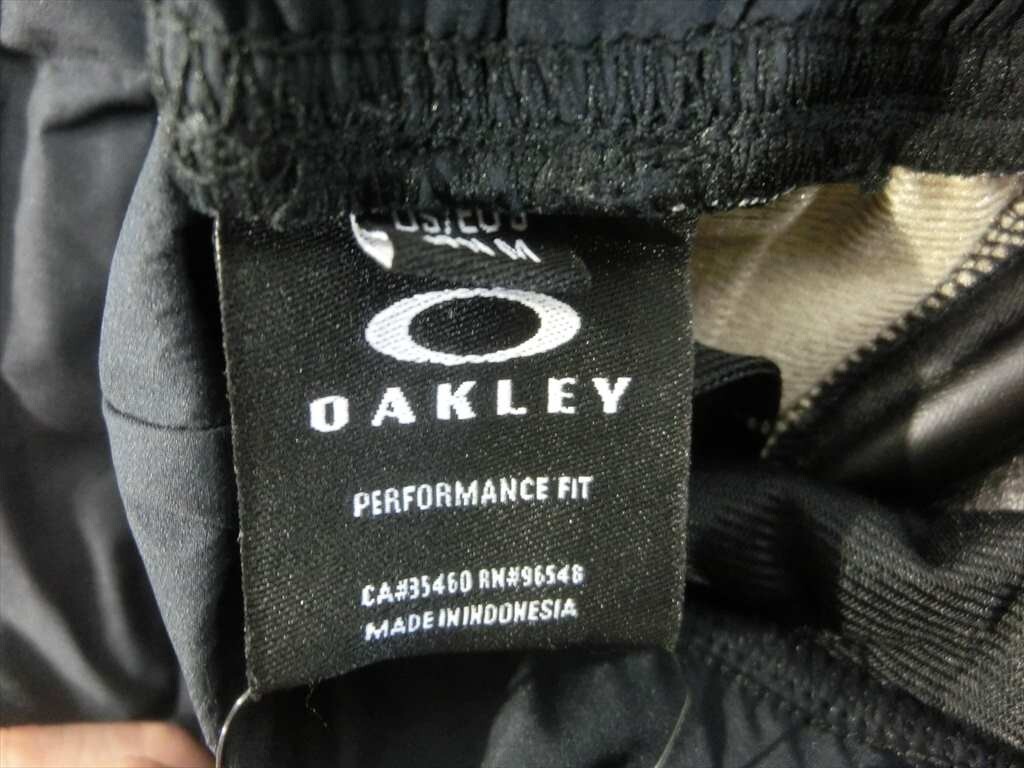 OAKLEY
PERFORMANCE FIT
CA#35460 RN#96548
MADE IN INDONESIA